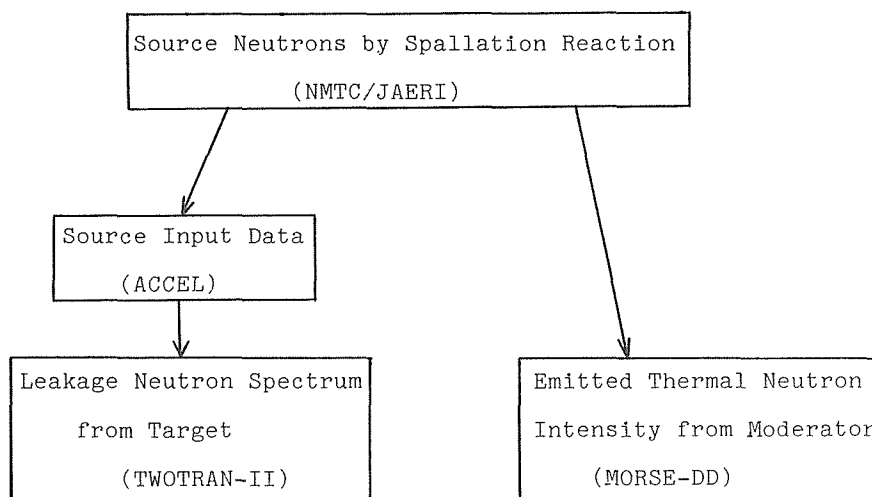 Source Neutrons by Spallation Reaction
(NMTC/JAERI)
Source Input Data
(ACCEL)
Leakage Neutron Spectrum
from Target
(TWOTRAN-II)
Emitted Thermal Neutron
Intensity from Moderator
(MORSE-DD)